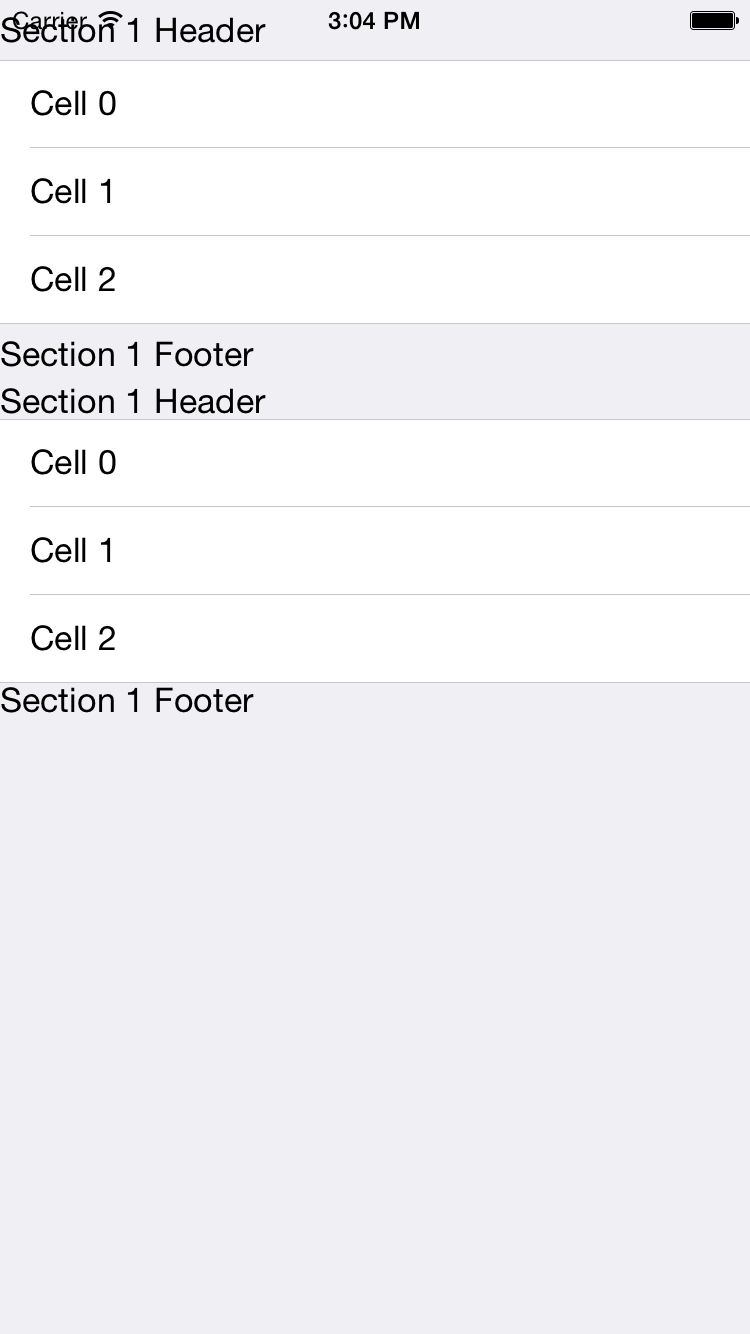 Carrier 3:04 PM
Section 1 Header
Cell 0
Cell 1
Cell 2
Section 1 Footer
Section 1 Header
Cell 0
Cell 1
Cell 2
Section 1 Footer